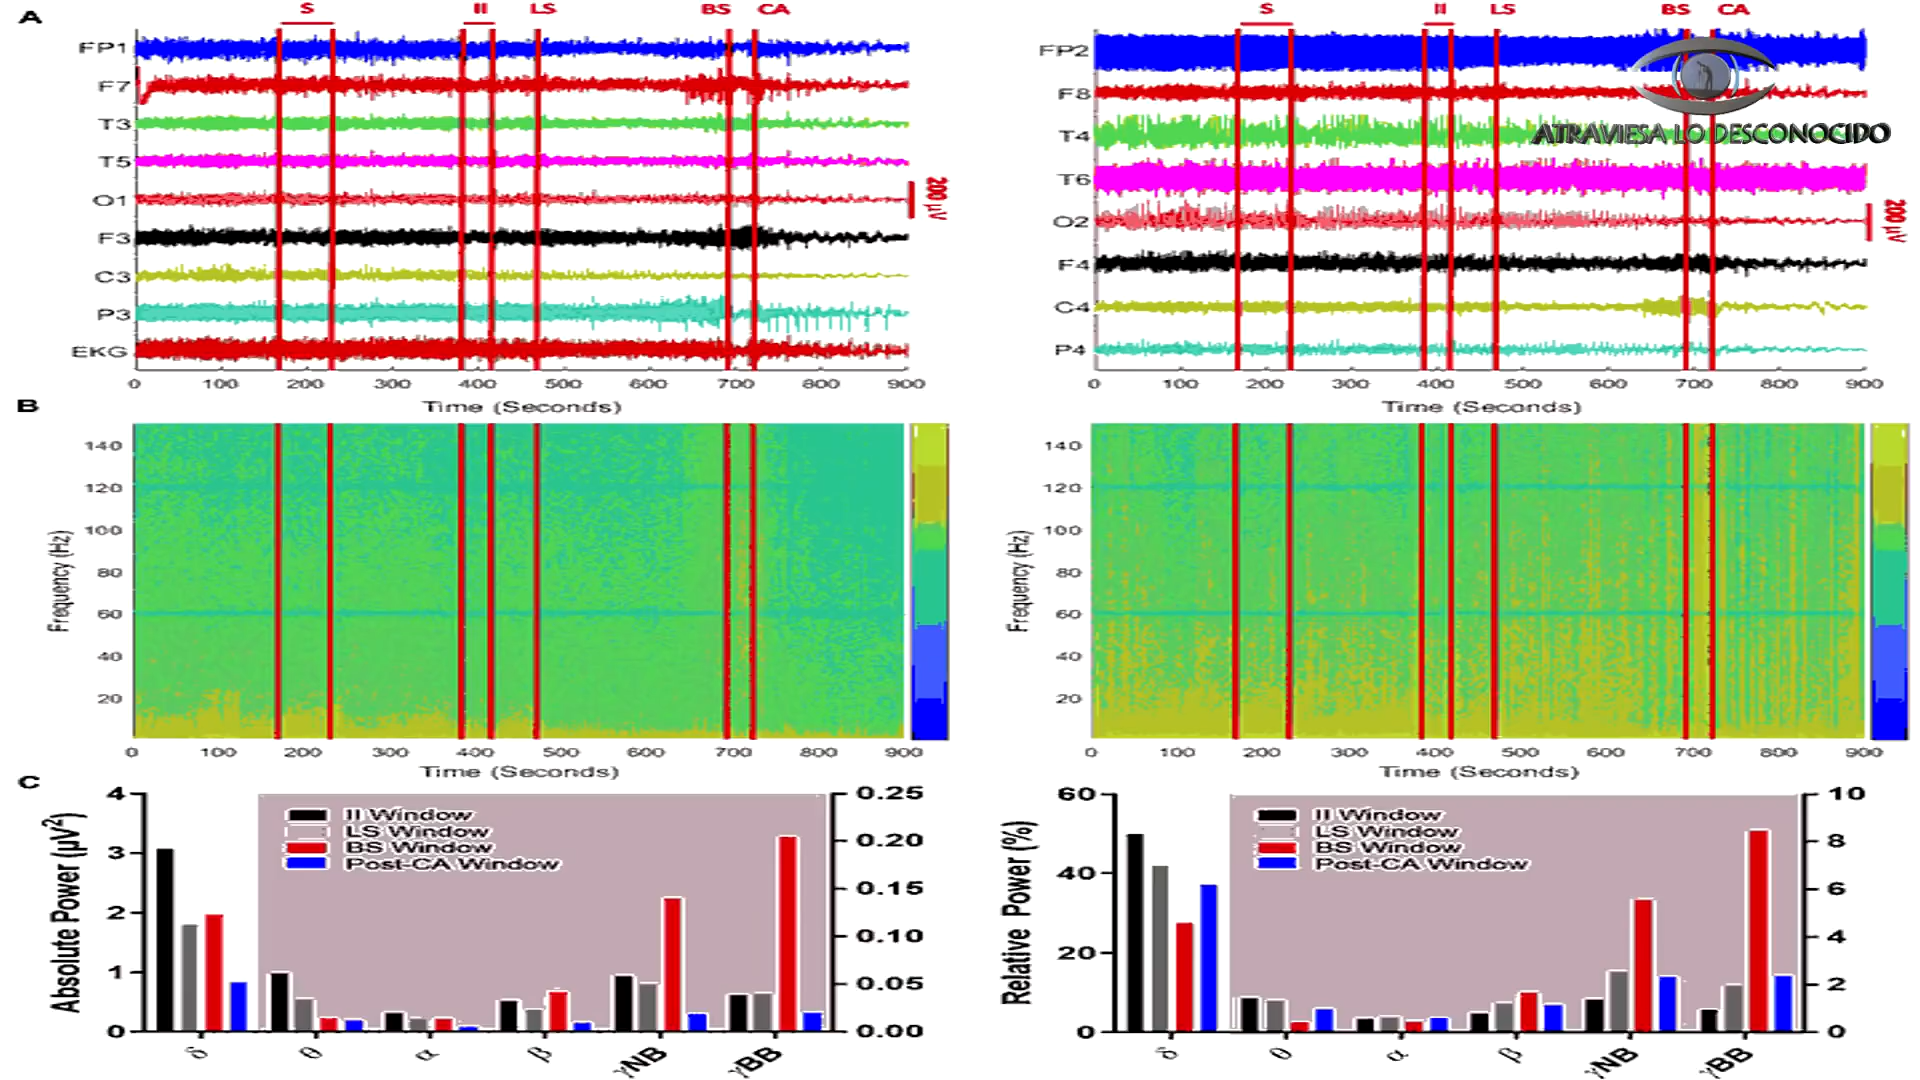 A
S II LS BS CA
FP1
F7
T3
T5
O1
F3
C3
P3
EKG
200 µV
0 100 200 300 400 500 600 700 800 900
Time (Seconds)
S II LS BS CA
FP2
F8
T4
T6
O2
F4
C4
P4
200 µV
ATRAVIESA LO DESCONOCIDO
0 100 200 300 400 500 600 700 800 900
Time (Seconds)
B
Frequency (Hz)
140
120
100
80
60
40
20
0 100 200 300 400 500 600 700 800 900
Time (Seconds)
Frequency (Hz)
140
120
100
80
60
40
20
0 100 200 300 400 500 600 700 800 900
Time (Seconds)
C
Absolute Power (µV²)
4
3
2
1
0
II Window
LS Window
BS Window
Post-CA Window
0.25
0.20
0.15
0.10
0.05
0.00
δ θ α β γNB γBB
Relative Power (%)
60
40
20
0
II Window
LS Window
BS Window
Post-CA Window
10
8
6
4
2
0
δ θ α β γNB γBB